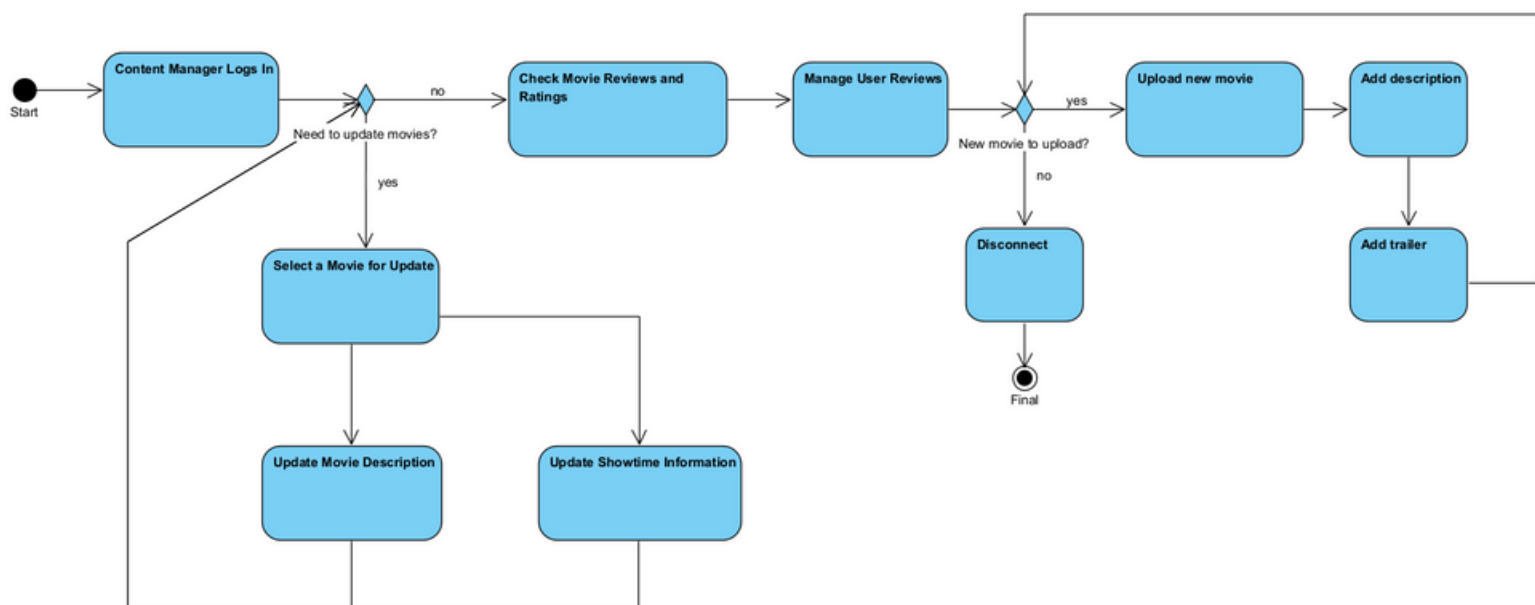 Start
Content Manager Logs In
Need to update movies?
no
yes
Check Movie Reviews and
Ratings
Manage User Reviews
New movie to upload?
yes
no
Upload new movie
Add description
Add trailer
Disconnect
Final
Select a Movie for Update
Update Movie Description
Update Showtime Information